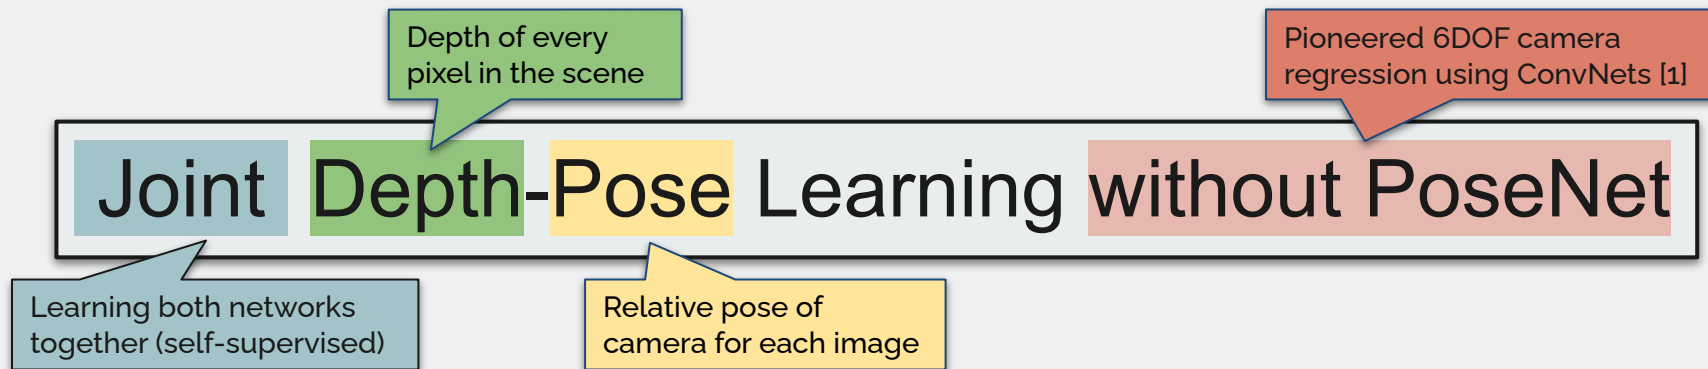 Depth of every
pixel in the scene
Pioneered 6DOF camera
regression using ConvNets [1]
Joint Depth-Pose Learning without PoseNet
Learning both networks
together (self-supervised)
Relative pose of
camera for each image